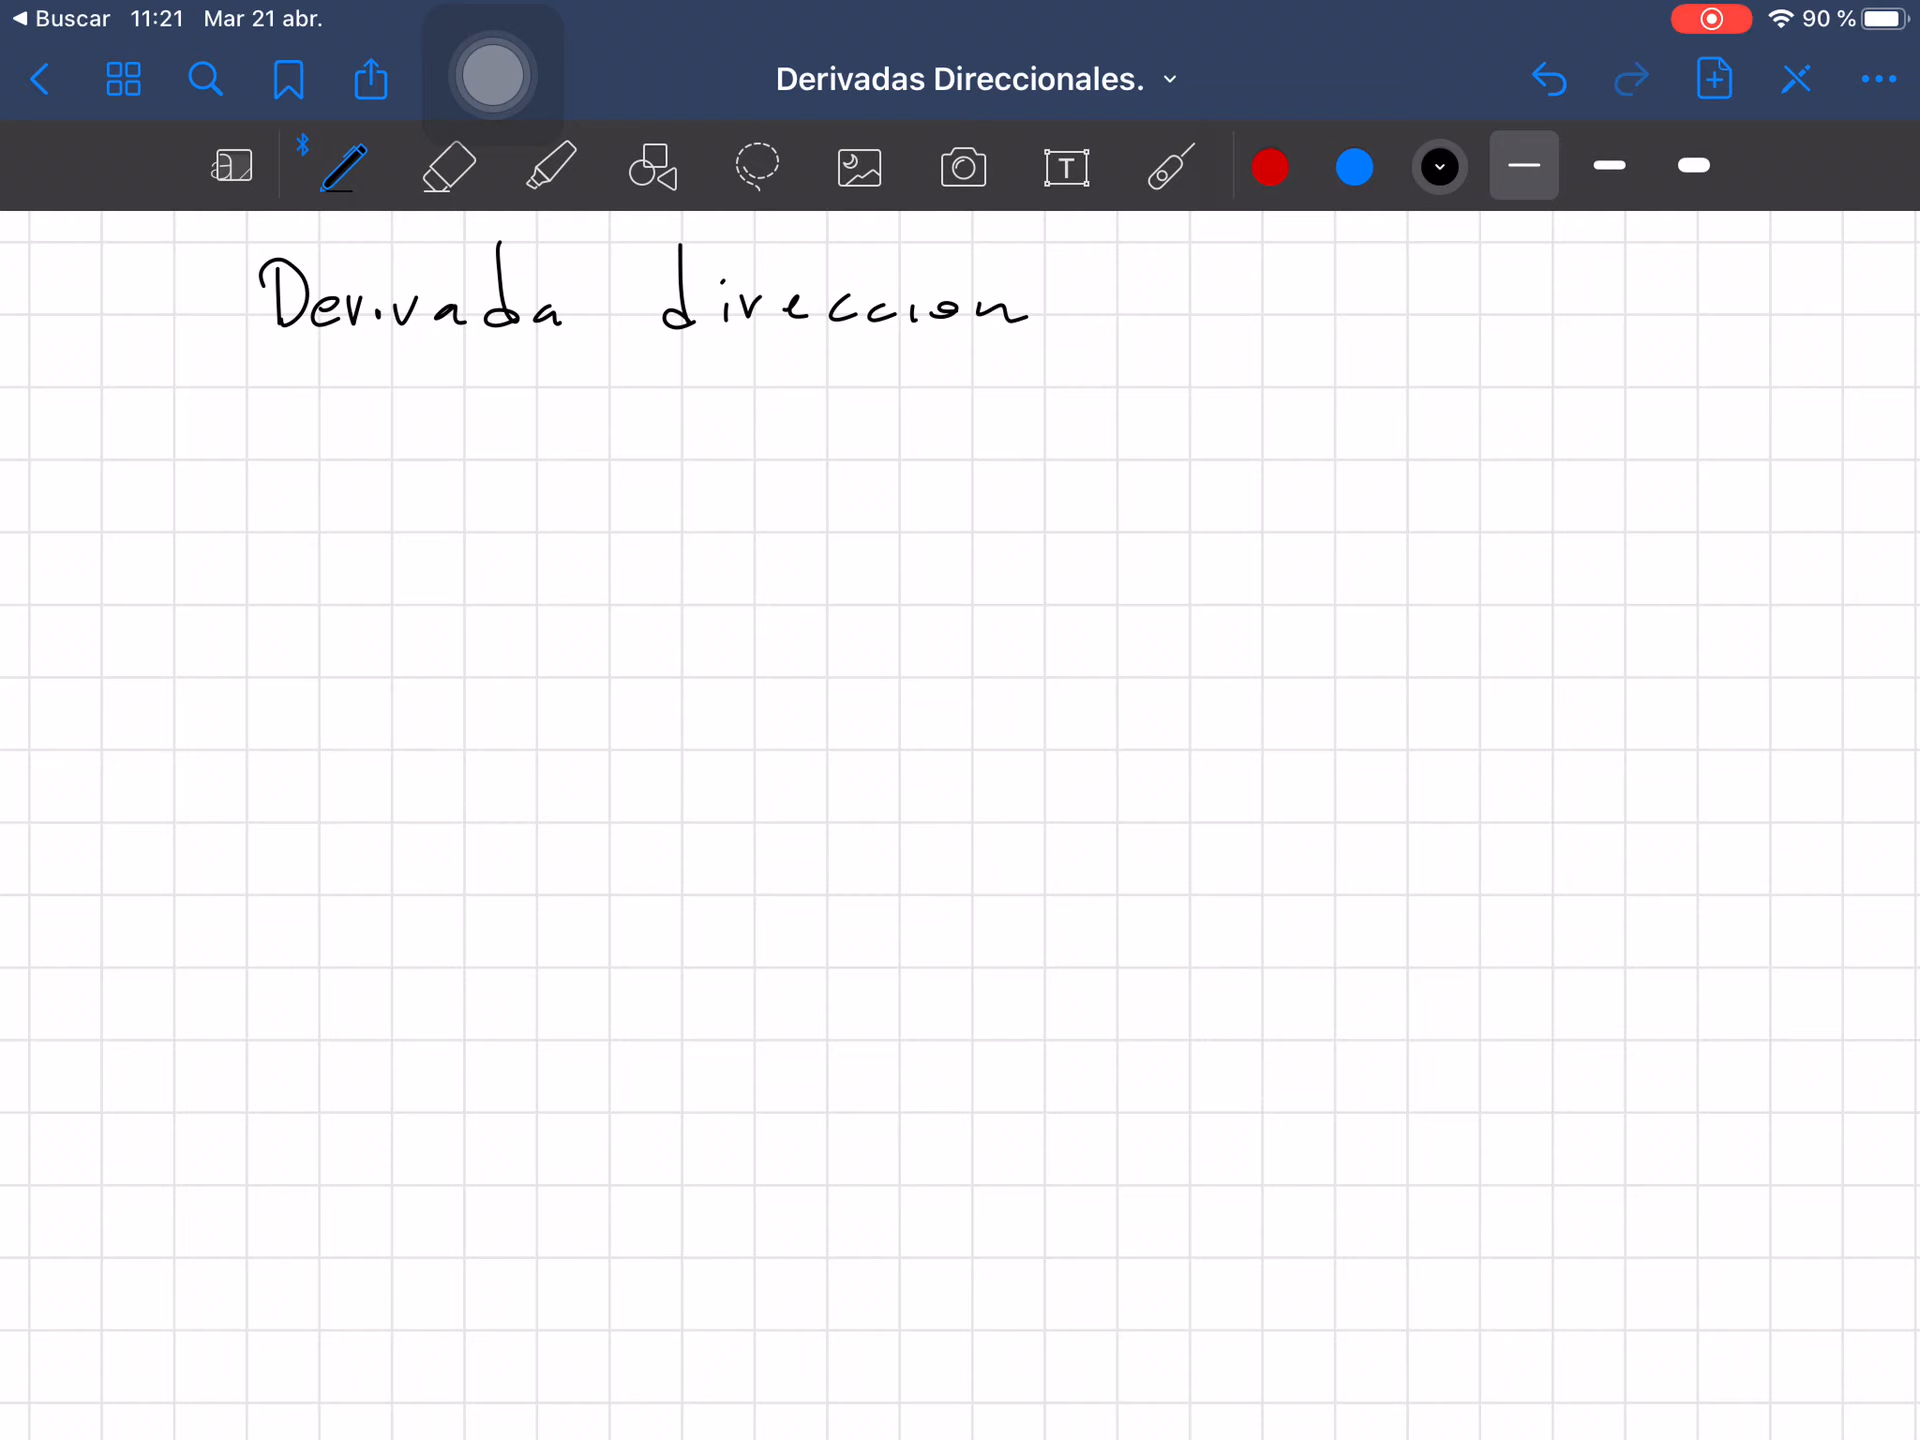 ◀ Buscar 11:21 Mar 21 abr. 90 %
Derivadas Direccionales.
T
Derivada direccion